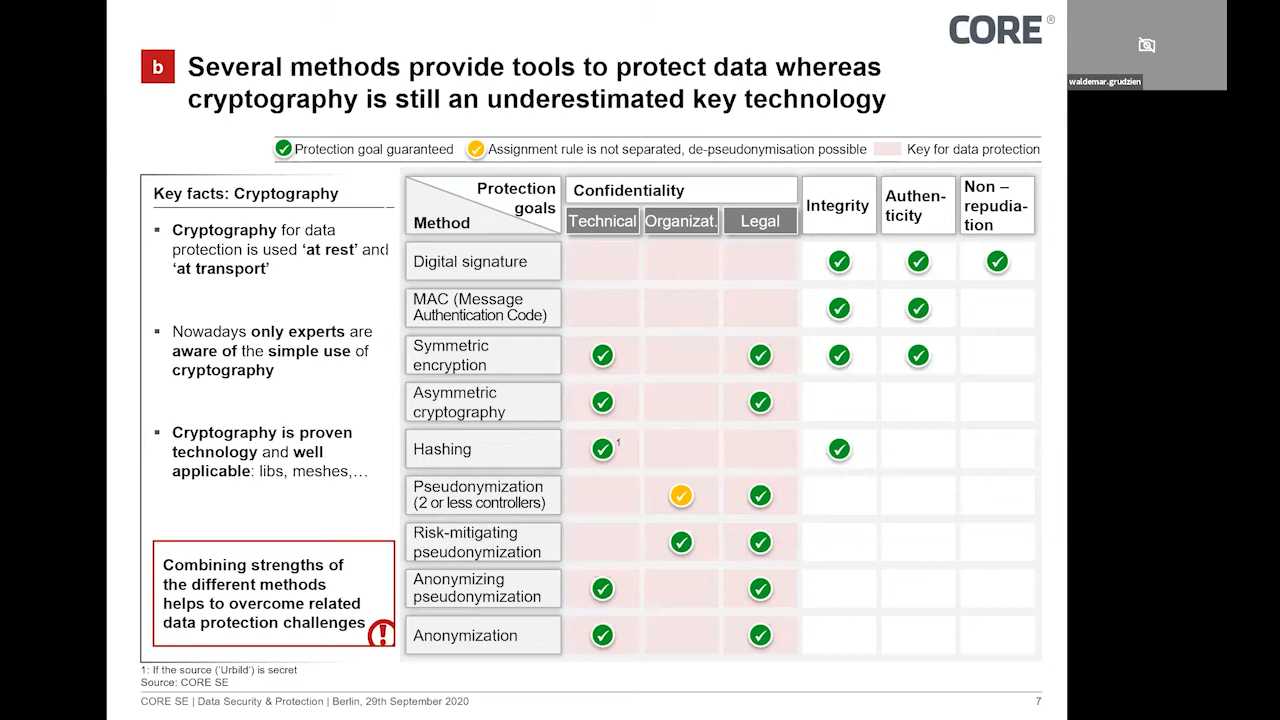 CORE®
waldemar.grudzien
b
Several methods provide tools to protect data whereas
cryptography is still an underestimated key technology
Protection goal guaranteed
Assignment rule is not separated, de-pseudonymisation possible
Key for data protection
Key facts: Cryptography
▪ Cryptography for data
protection is used ‘at rest’ and
‘at transport’
▪ Nowadays only experts are
aware of the simple use of
cryptography
▪ Cryptography is proven
technology and well
applicable: libs, meshes,…
Combining strengths of
the different methods
helps to overcome related
data protection challenges
!
Protection
goals
Method
Confidentiality
Technical
Organizat.
Legal
Integrity
Authen-
ticity
Non –
repudia-
tion
Digital signature
MAC (Message
Authentication Code)
Symmetric
encryption
Asymmetric
cryptography
Hashing
1
Pseudonymization
(2 or less controllers)
Risk-mitigating
pseudonymization
Anonymizing
pseudonymization
Anonymization
1: If the source (‘Urbild’) is secret
Source: CORE SE
CORE SE | Data Security & Protection | Berlin, 29th September 2020
7